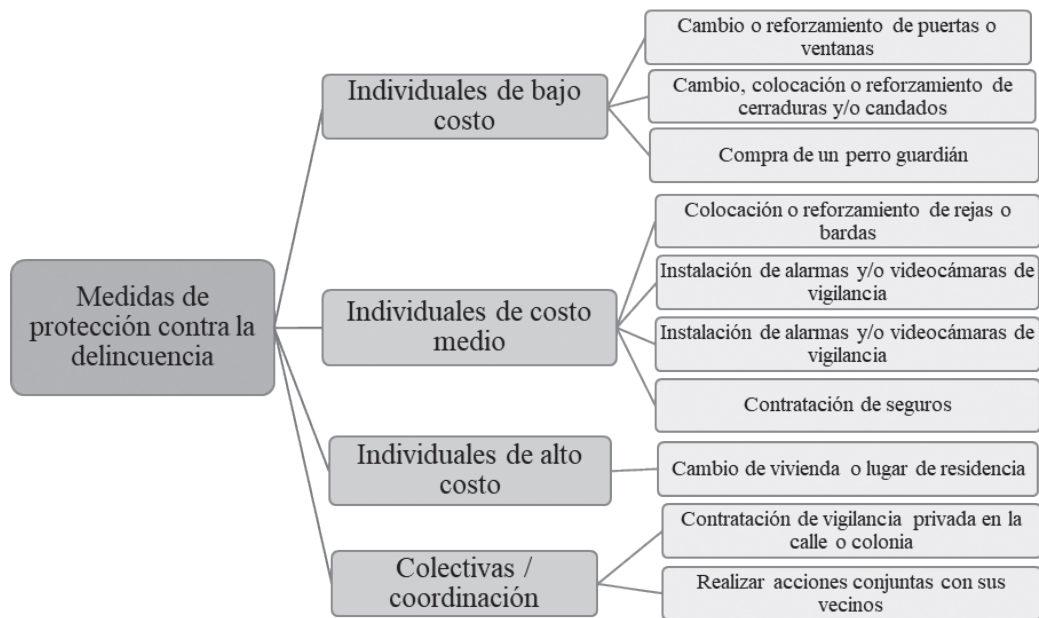 Medidas de
protección contra la
delincuencia
Individuales de bajo
costo
Cambio o reforzamiento de puertas o
ventanas
Cambio, colocación o reforzamiento de
cerraduras y/o candados
Compra de un perro guardián
Individuales de costo
medio
Colocación o reforzamiento de rejas o
bardas
Instalación de alarmas y/o videocámaras de
vigilancia
Instalación de alarmas y/o videocámaras de
vigilancia
Contratación de seguros
Individuales de alto
costo
Cambio de vivienda o lugar de residencia
Colectivas /
coordinación
Contratación de vigilancia privada en la
calle o colonia
Realizar acciones conjuntas con sus
vecinos